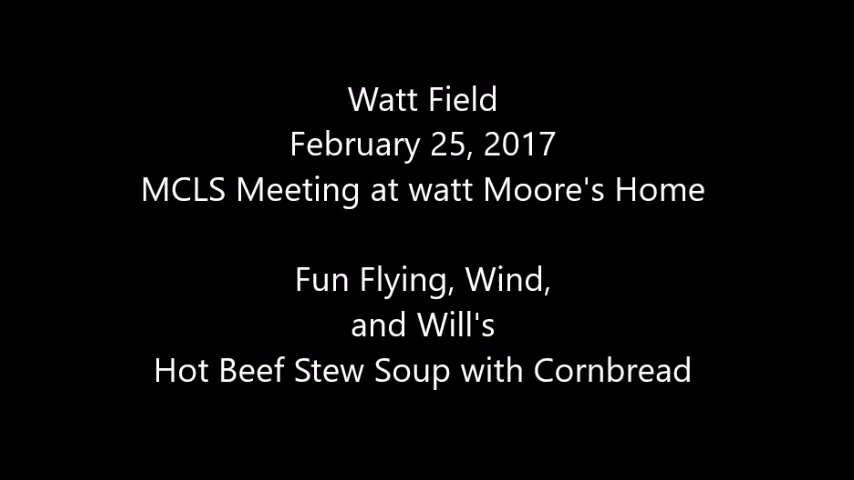 Watt Field
February 25, 2017
MCLS Meeting at watt Moore's Home
Fun Flying, Wind,
and Will's
Hot Beef Stew Soup with Cornbread